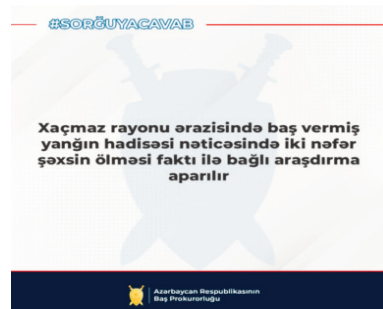 #SORĞUYACAVAB
Xaçmaz rayonu ərazisində baş vermiş
yanğın hadisəsi nəticəsində iki nəfər
şəxsin ölməsi faktı ilə bağlı araşdırma
aparılır
Azərbaycan Respublikasının
Baş Prokurorluğu